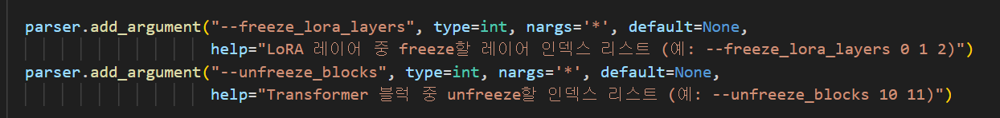 parser.add_argument("--freeze_lora_layers", type=int, nargs='*', default=None,
help="LoRA 레이어 중 freeze할 레이어 인덱스 리스트 (예: --freeze_lora_layers 0 1 2)")
parser.add_argument("--unfreeze_blocks", type=int, nargs='*', default=None,
help="Transformer 블럭 중 unfreeze할 인덱스 리스트 (예: --unfreeze_blocks 10 11)")